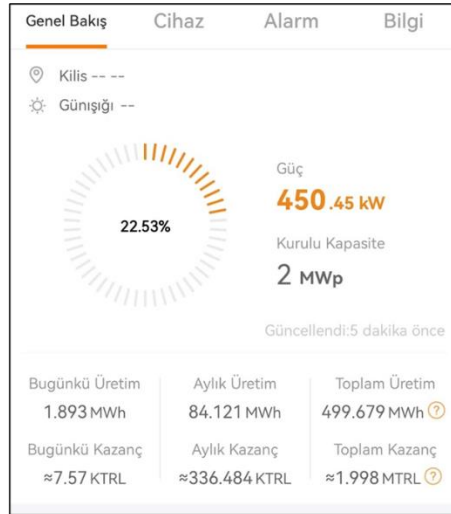 Genel Bakış Cihaz Alarm Bilgi
Kilis -- --
Günışığı --
22.53%
Güç
450.45 kW
Kurulu Kapasite
2 MWp
Güncellendi:5 dakika önce
Bugünkü Üretim Aylık Üretim Toplam Üretim
1.893 MWh 84.121 MWh 499.679 MWh ?
Bugünkü Kazanç Aylık Kazanç Toplam Kazanç
≈7.57 KTRL ≈336.484 KTRL ≈1.998 MTRL ?